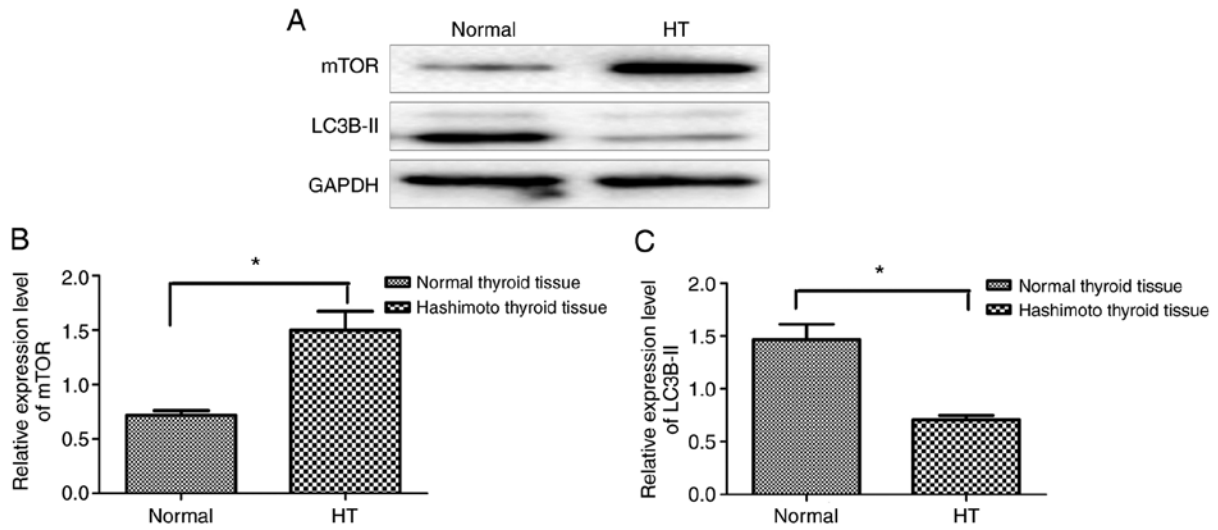 A
Normal HT
mTOR
LC3B-II
GAPDH
B
Relative expression level
of mTOR
2.0
1.5
1.0
0.5
0.0
*
Normal HT
Normal thyroid tissue
Hashimoto thyroid tissue
C
Relative expression level
of LC3B-II
2.0
1.5
1.0
0.5
0.0
*
Normal HT
Normal thyroid tissue
Hashimoto thyroid tissue